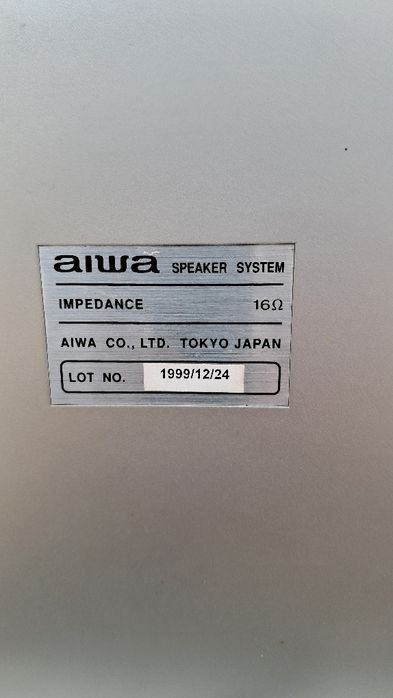 aiwa SPEAKER SYSTEM
IMPEDANCE 16Ω
AIWA CO., LTD. TOKYO JAPAN
LOT NO. 1999/12/24